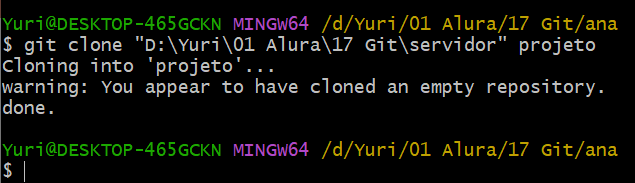 Yuri@DESKTOP-465GCKN MINGW64 /d/Yuri/01 Alura/17 Git/ana
$ git clone "D:\Yuri\01 Alura\17 Git\servidor" projeto
Cloning into 'projeto'...
warning: You appear to have cloned an empty repository.
done.
Yuri@DESKTOP-465GCKN MINGW64 /d/Yuri/01 Alura/17 Git/ana
$